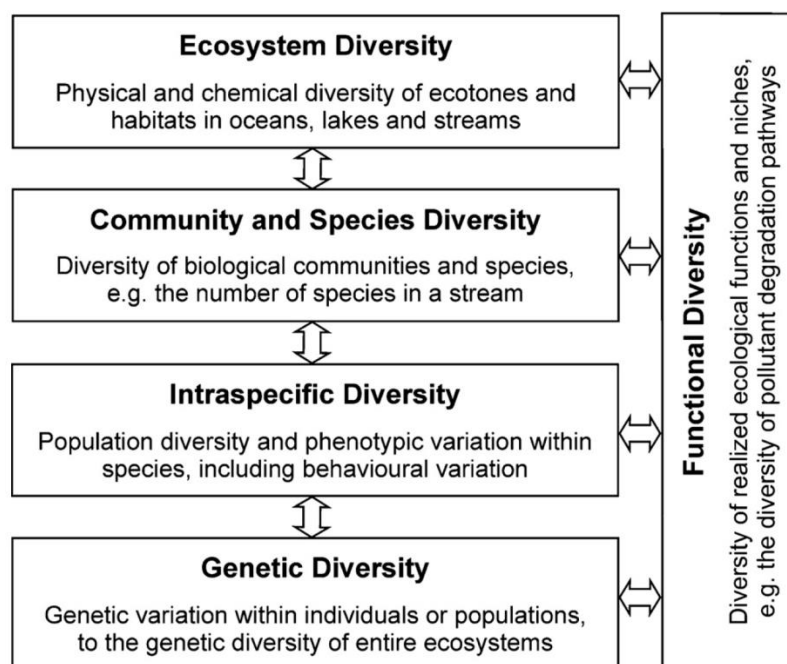 Ecosystem Diversity
Physical and chemical diversity of ecotones and
habitats in oceans, lakes and streams
Community and Species Diversity
Diversity of biological communities and species,
e.g. the number of species in a stream
Intraspecific Diversity
Population diversity and phenotypic variation within
species, including behavioural variation
Genetic Diversity
Genetic variation within individuals or populations,
to the genetic diversity of entire ecosystems
Functional Diversity
Diversity of realized ecological functions and niches,
e.g. the diversity of pollutant degradation pathways